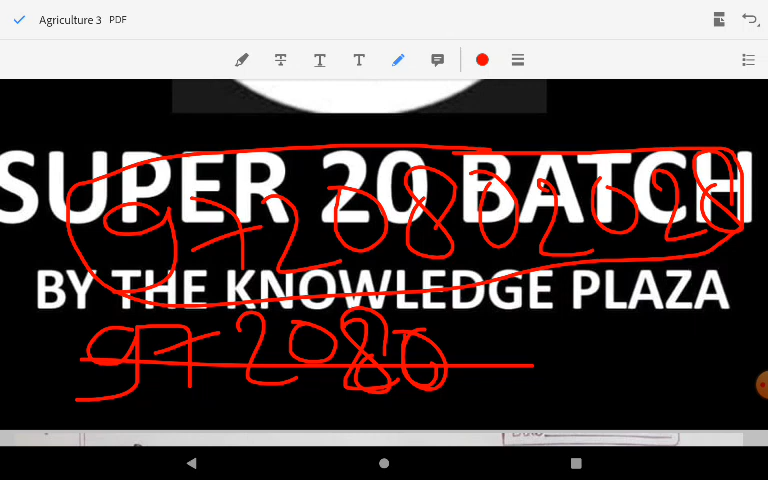 Agriculture 3 PDF
SUPER 20 BATCH
9720802028
BY THE KNOWLEDGE PLAZA
972080